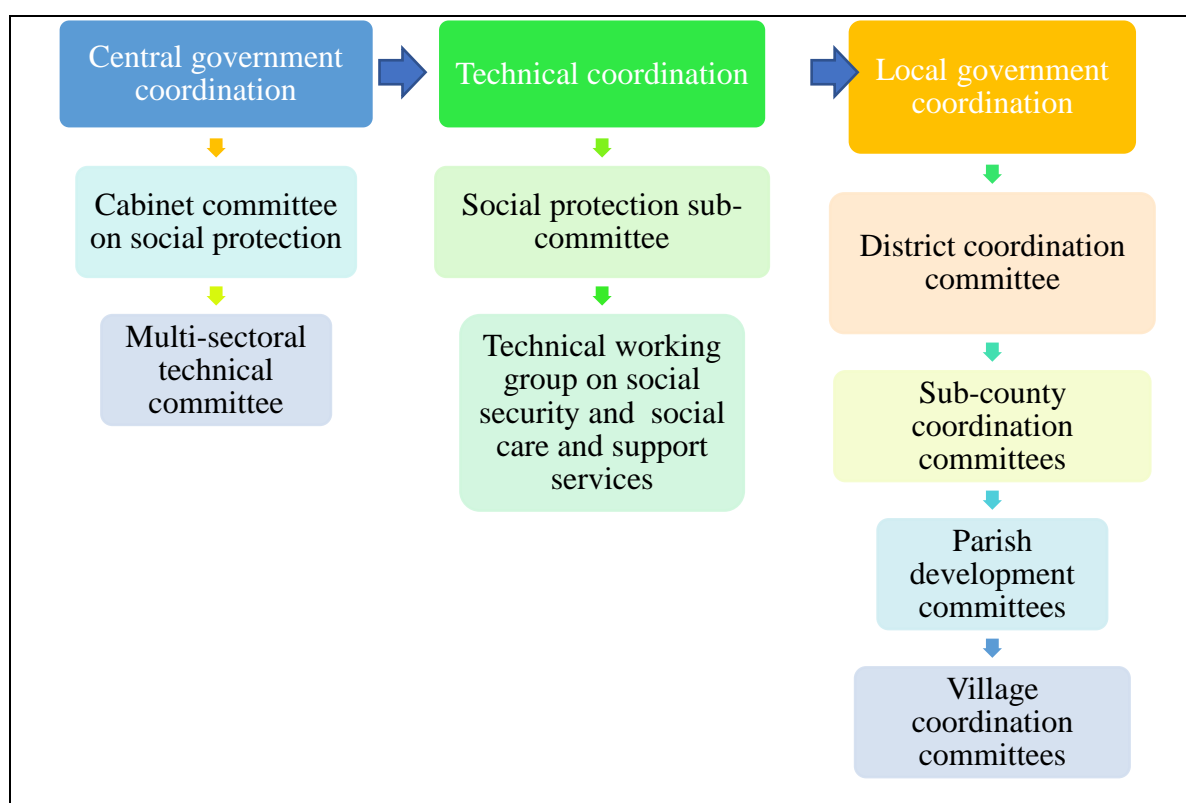 Central government
coordination
Cabinet committee
on social protection
Multi-sectoral
technical
committee
Technical coordination
Social protection sub-
committee
Technical working
group on social
security and  social
care and support
services
Local government
coordination
District coordination
committee
Sub-county
coordination
committees
Parish
development
committees
Village
coordination
committees